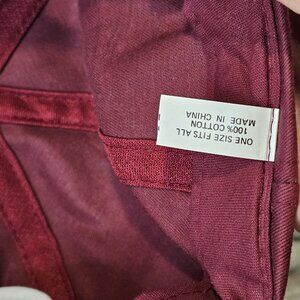 ONE SIZE FITS ALL
100% COTTON
MADE IN CHINA